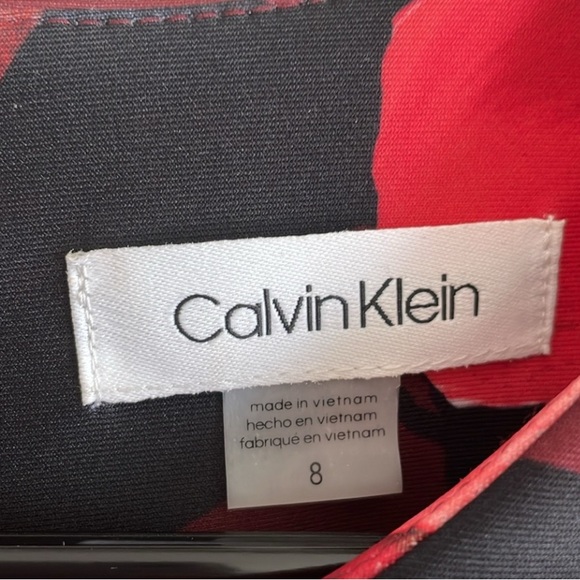 Calvin Klein
made in vietnam
hecho en vietnam
fabriqué en vietnam
8